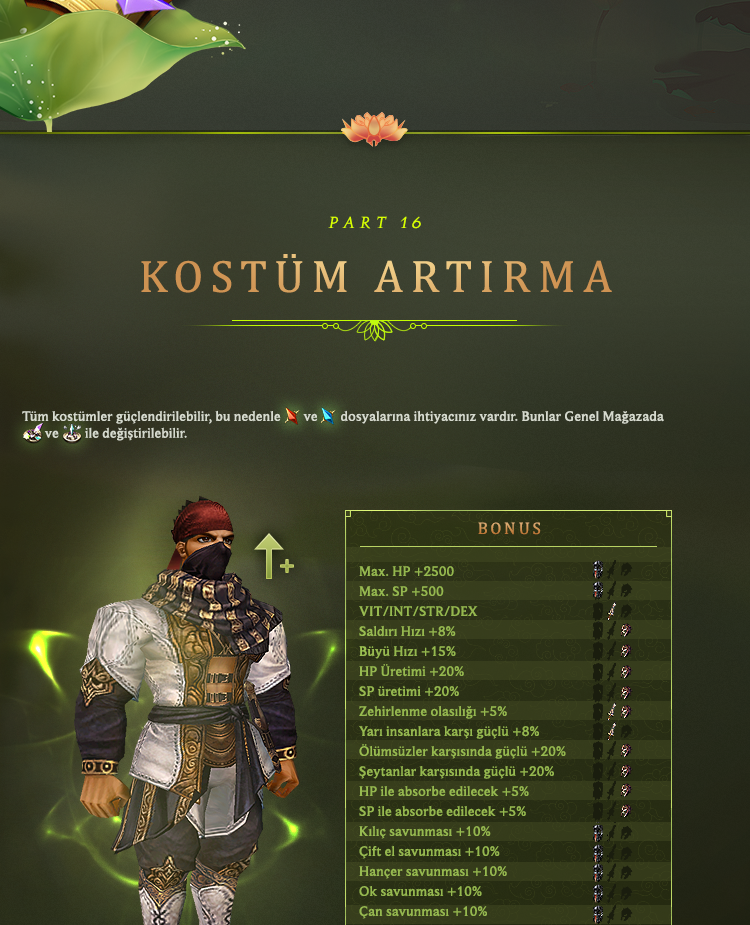 PART 16
KOSTÜM ARTIRMA
Tüm kostümler güçlendirilebilir, bu nedenle ve dosyalarına ihtiyacınız vardır. Bunlar Genel Mağazada
ve ile değiştirilebilir.
BONUS
Max. HP +2500
Max. SP +500
VIT/INT/STR/DEX
Saldırı Hızı +8%
Büyü Hızı +15%
HP Üretimi +20%
SP üretimi +20%
Zehirlenme olasılığı +5%
Yarı insanlara karşı güçlü +8%
Ölümsüzler karşısında güçlü +20%
Şeytanlar karşısında güçlü +20%
HP ile absorbe edilecek +5%
SP ile absorbe edilecek +5%
Kılıç savunması +10%
Çift el savunması +10%
Hançer savunması +10%
Ok savunması +10%
Çan savunması +10%